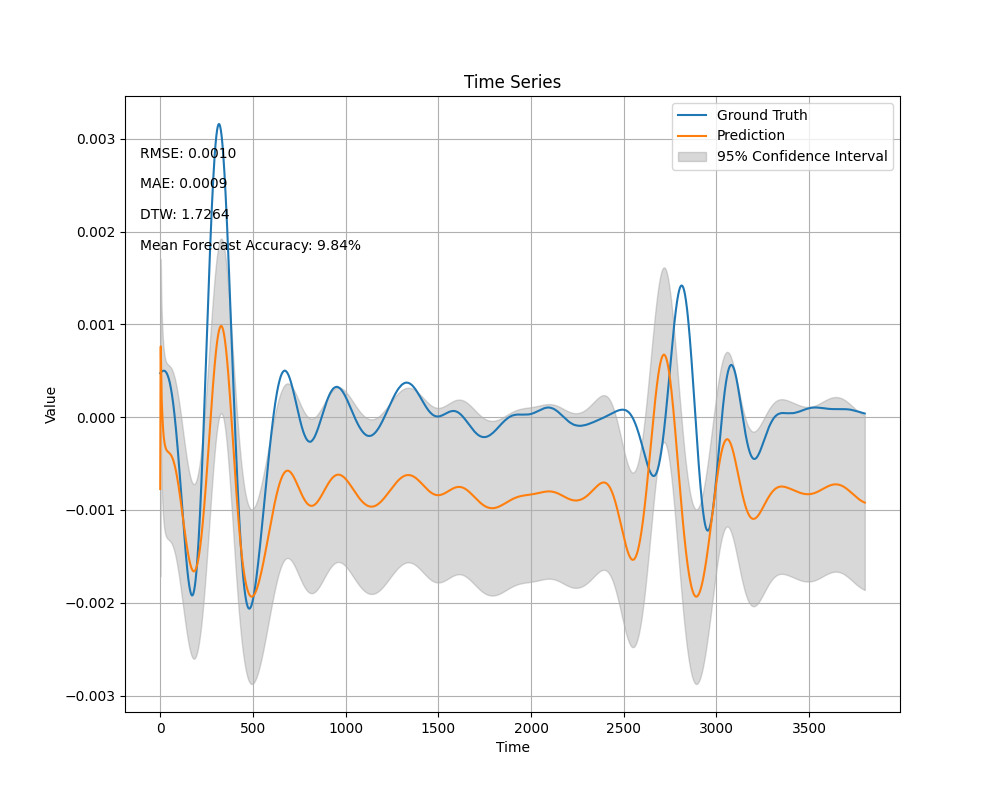 Time Series
Ground Truth
Prediction
95% Confidence Interval
RMSE: 0.0010
MAE: 0.0009
DTW: 1.7264
Mean Forecast Accuracy: 9.84%
Value
0.003
0.002
0.001
0.000
−0.001
−0.002
−0.003
0
500
1000
1500
2000
2500
3000
3500
Time